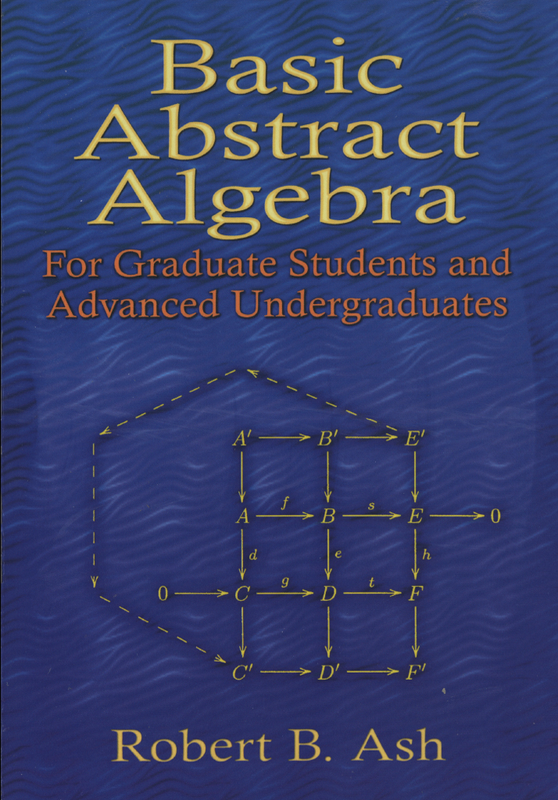 Basic
Abstract
Algebra
For Graduate Students and
Advanced Undergraduates
A′ B′ E′
f s
A B E 0
d e h
g t
0 C D F
C′ D′ F′
Robert B. Ash